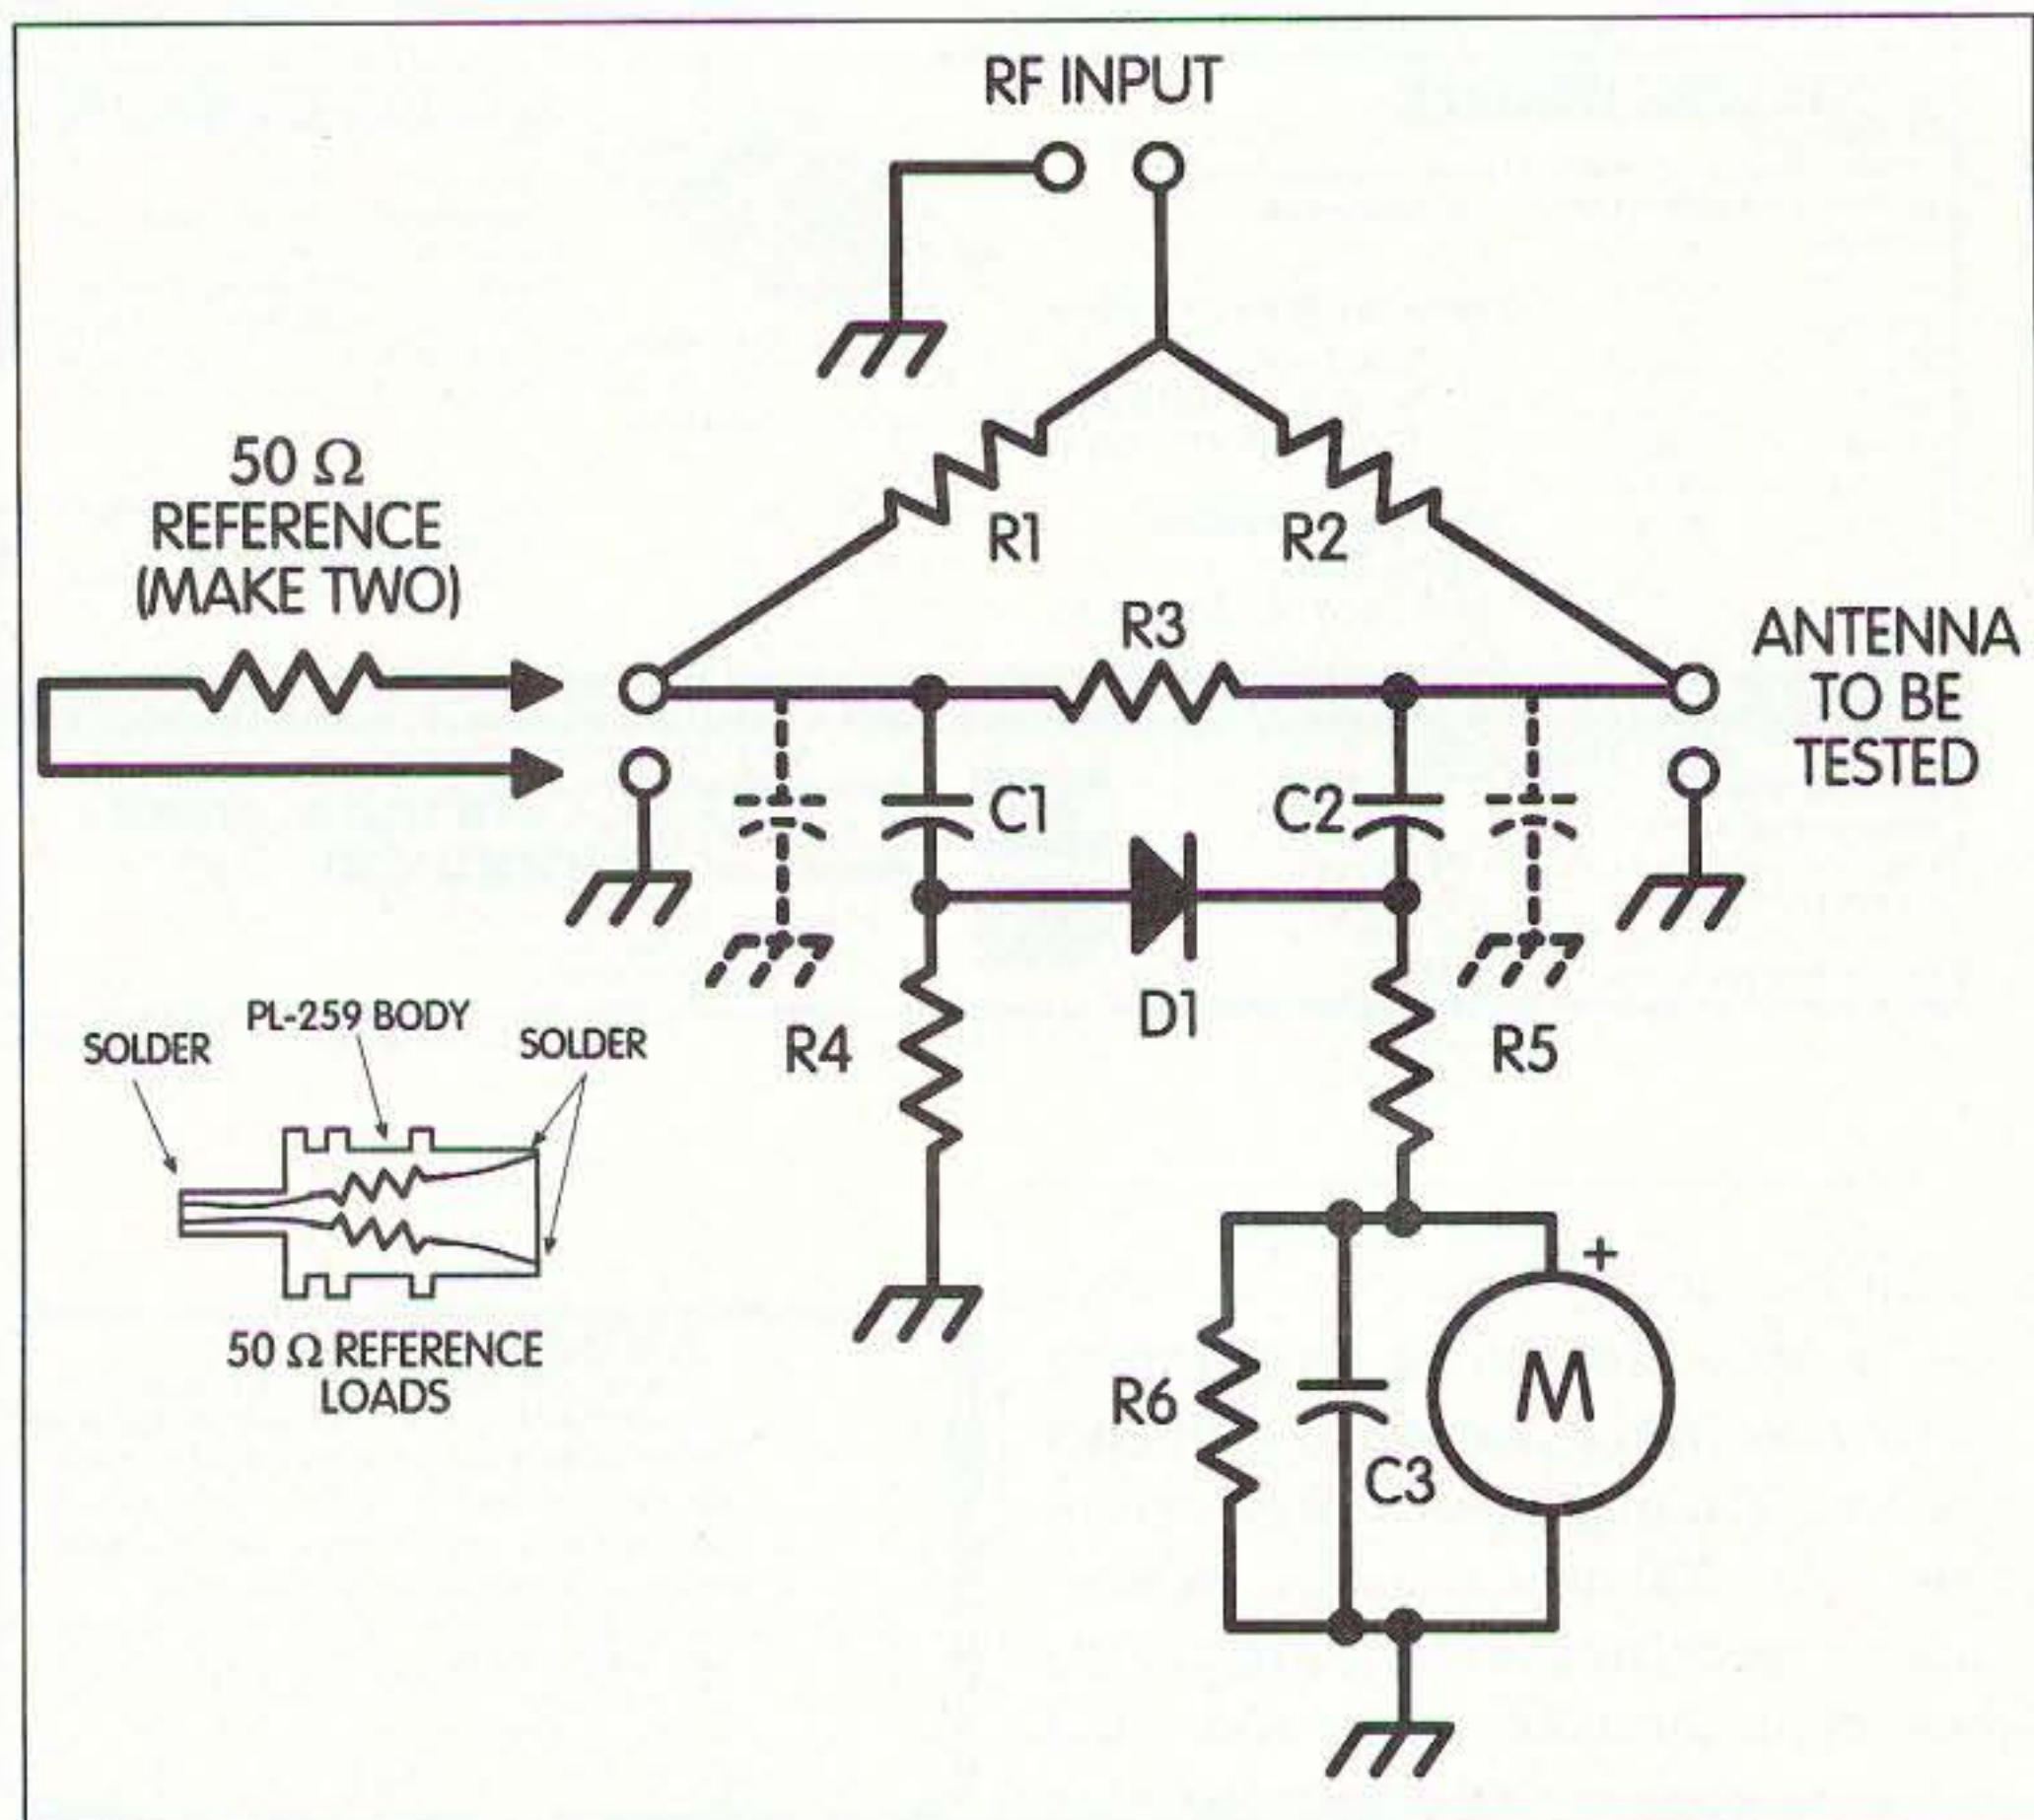 RF INPUT
50 Ω
REFERENCE
(MAKE TWO)
R1
R2
R3
ANTENNA
TO BE
TESTED
C1
C2
D1
R4
R5
PL-259 BODY
SOLDER
SOLDER
50 Ω REFERENCE
LOADS
+
M
R6
C3